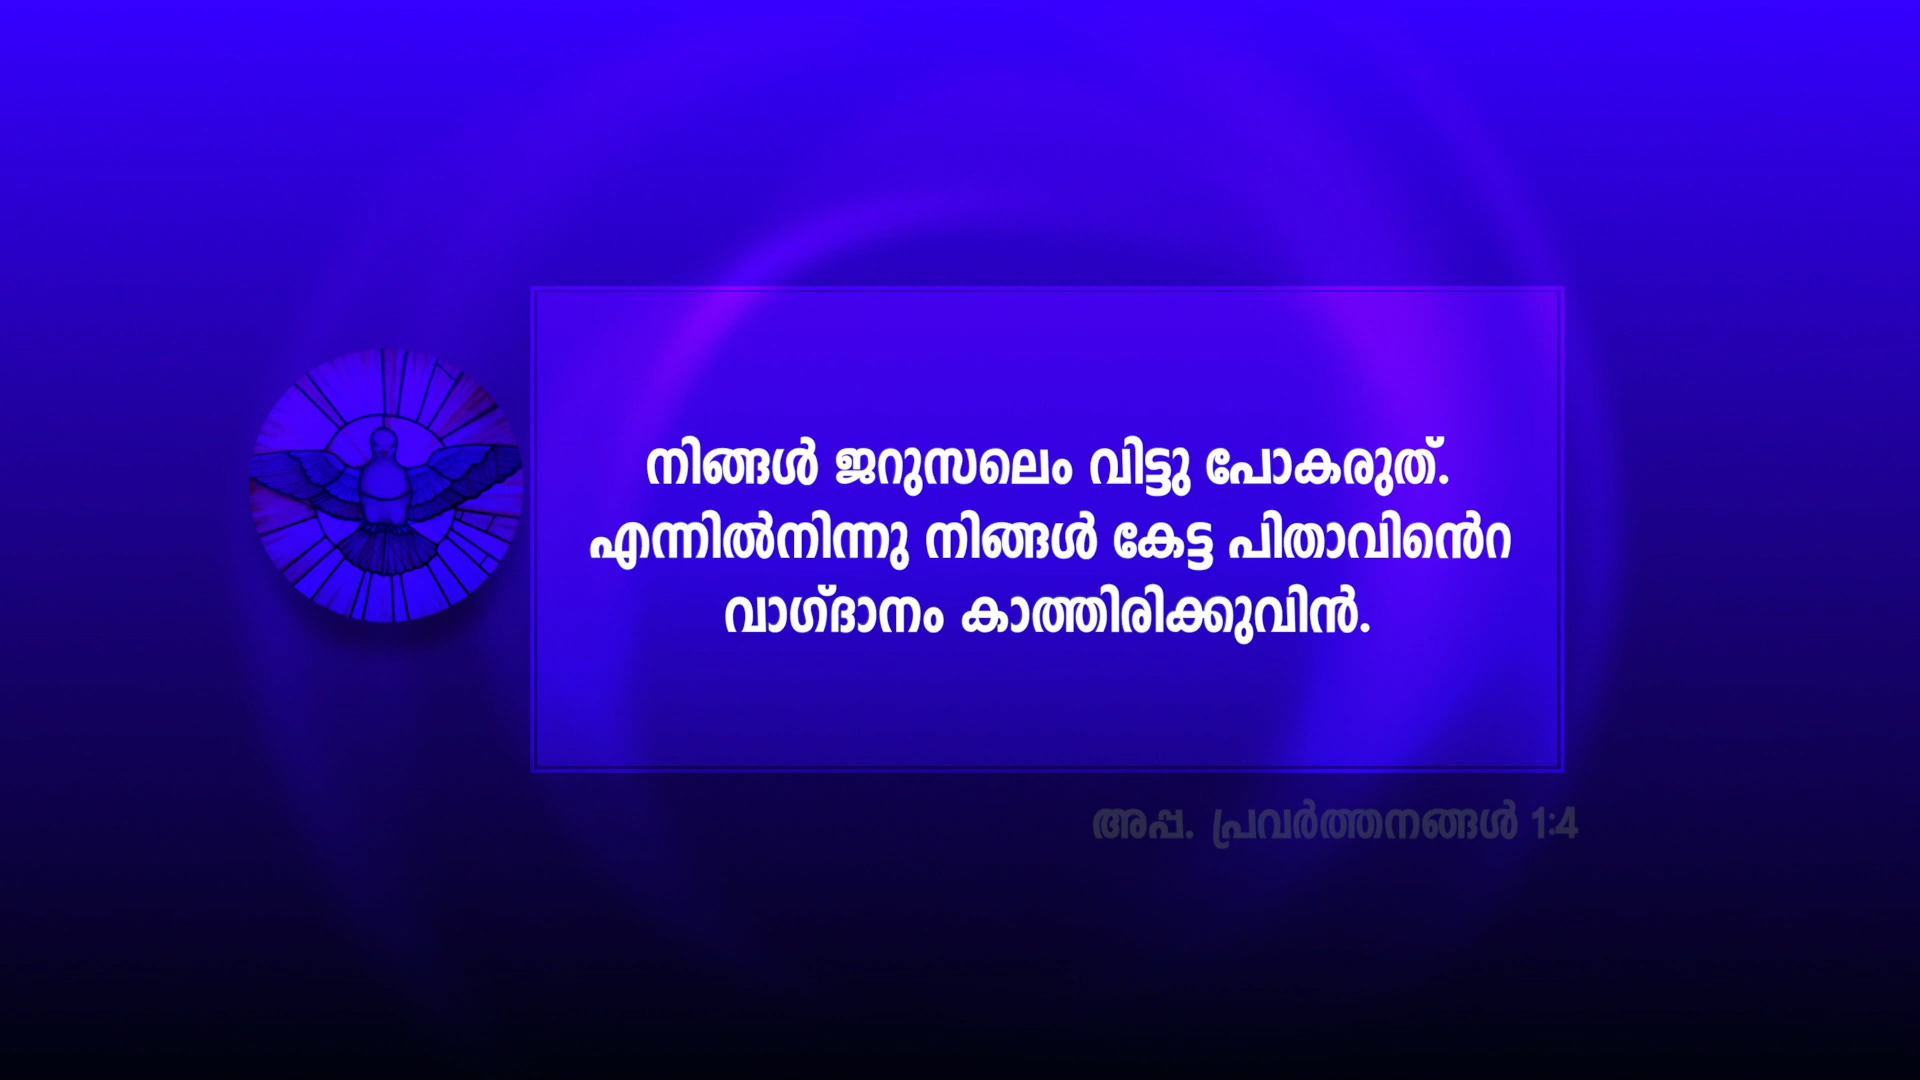 നിങ്ങൾ ജറുസലെം വിട്ടു പോകരുത്.
എന്നിൽനിന്നു നിങ്ങൾ കേട്ട പിതാവിൻെറ
വാഗ്ദാനം കാത്തിരിക്കുവിൻ.
അപ്പ. പ്രവർത്തനങ്ങൾ 1:4